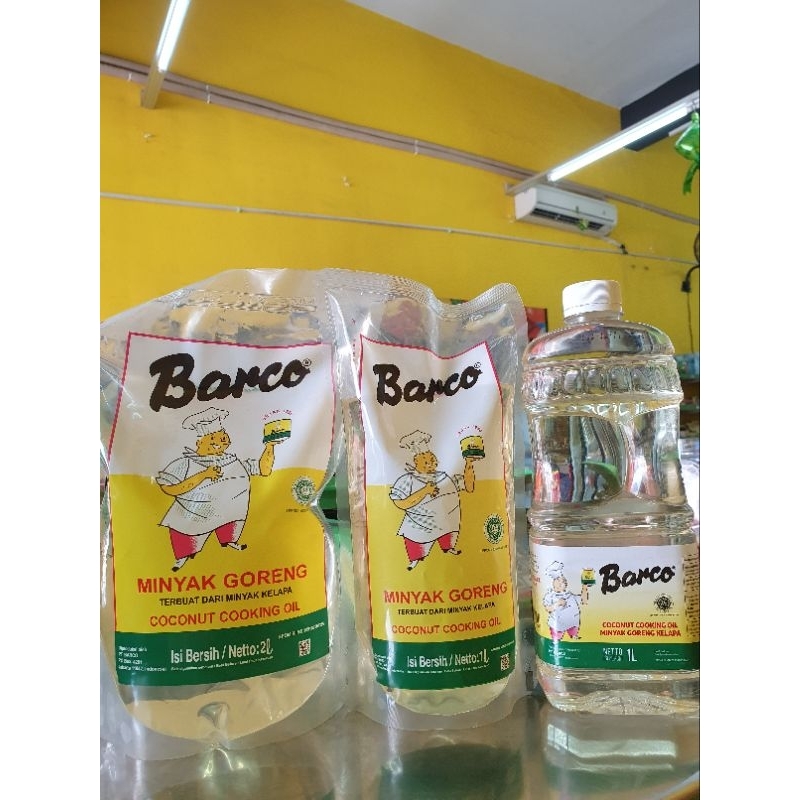 Barco
MINYAK GORENG
TERBUAT DARI MINYAK KELAPA
COCONUT COOKING OIL
Isi Bersih / Netto: 2L
Barco
MINYAK GORENG
TERBUAT DARI MINYAK KELAPA
COCONUT COOKING OIL
Isi Bersih / Netto: 1L
Barco
COCONUT COOKING OIL
MINYAK GORENG KELAPA
NETTO 1L